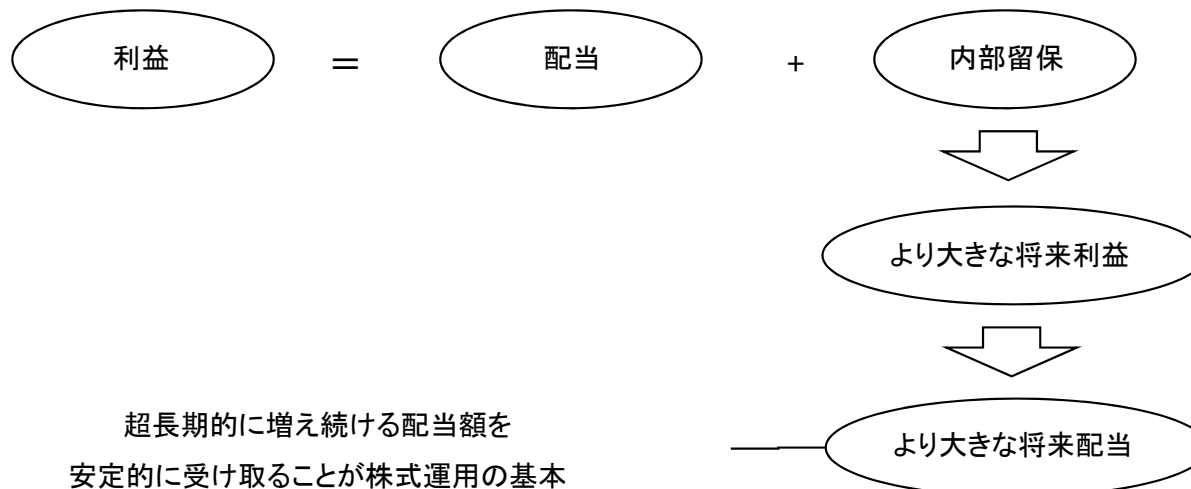 利益 = 配当 + 内部留保
より大きな将来利益
より大きな将来配当
超長期的に増え続ける配当額を
安定的に受け取ることが株式運用の基本